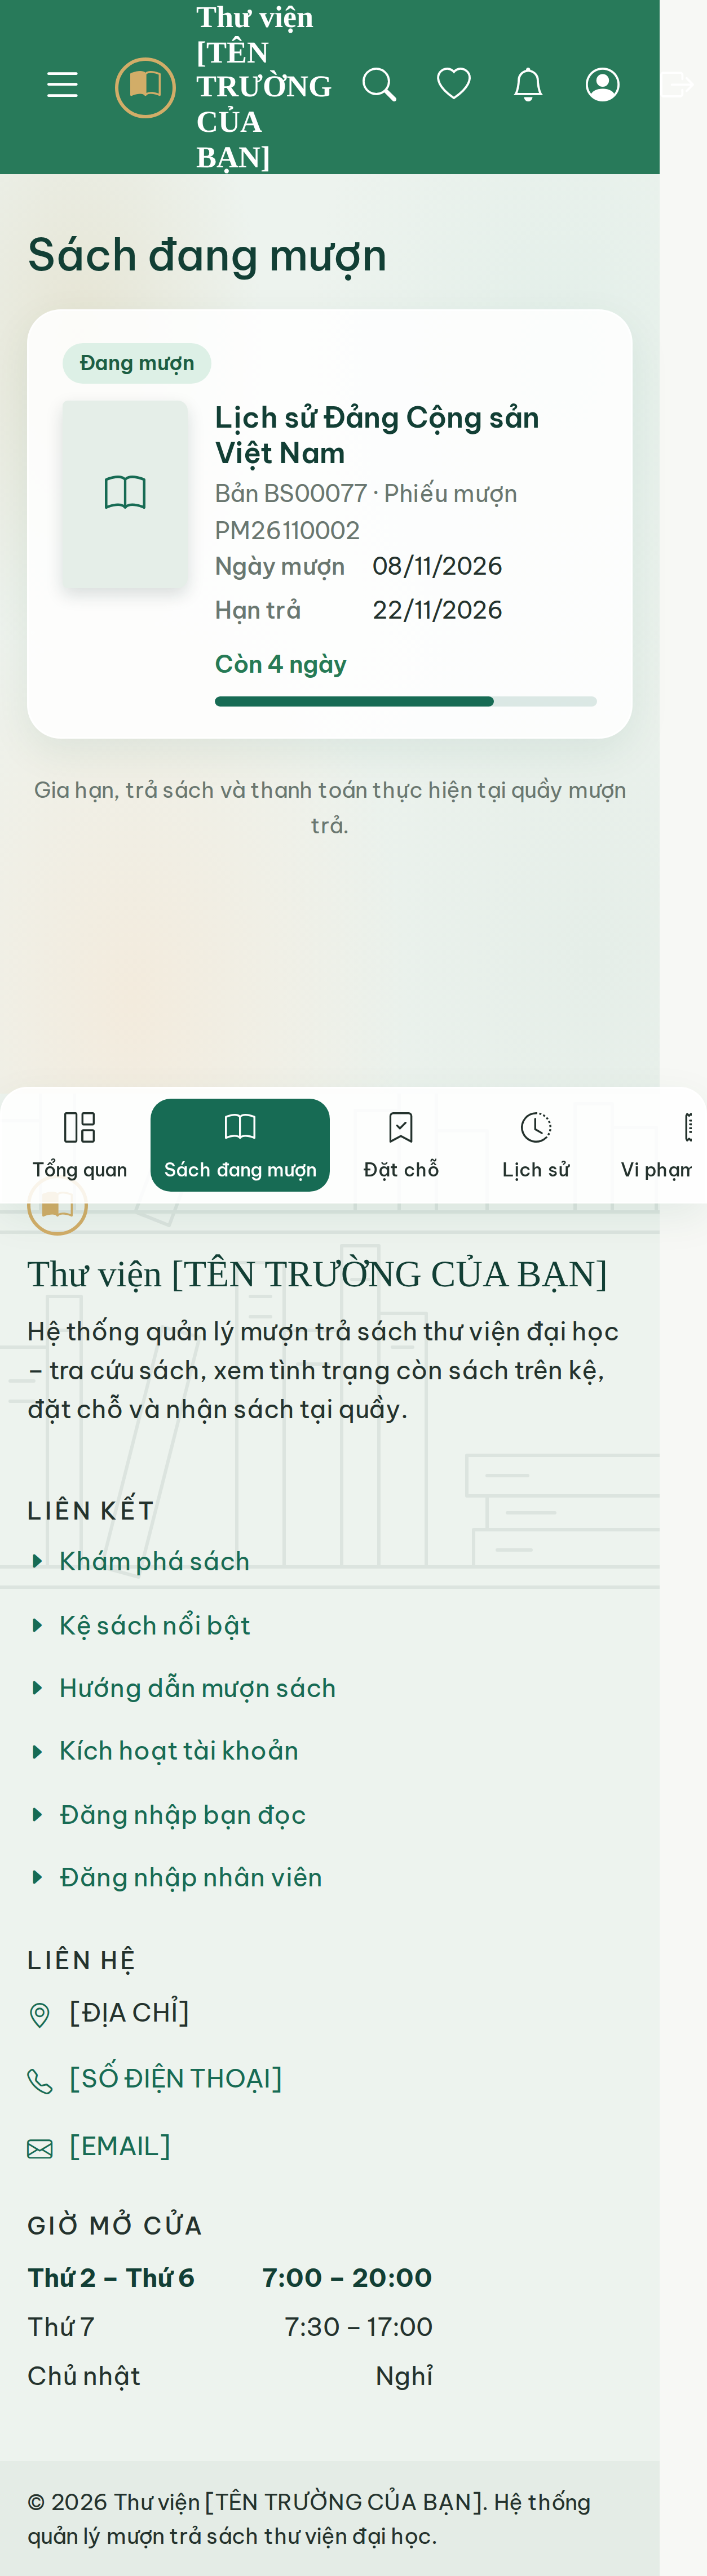 Thư viện
[TÊN
TRƯỜNG
CỦA
BẠN]
Sách đang mượn
Đang mượn
Lịch sử Đảng Cộng sản
Việt Nam
Bản BS00077 · Phiếu mượn
PM26110002
Ngày mượn 08/11/2026
Hạn trả 22/11/2026
Còn 4 ngày
Gia hạn, trả sách và thanh toán thực hiện tại quầy mượn
trả.
Tổng quan Sách đang mượn Đặt chỗ Lịch sử Vi phạm
Thư viện [TÊN TRƯỜNG CỦA BẠN]
Hệ thống quản lý mượn trả sách thư viện đại học
– tra cứu sách, xem tình trạng còn sách trên kệ,
đặt chỗ và nhận sách tại quầy.
LIÊN KẾT
Khám phá sách
Kệ sách nổi bật
Hướng dẫn mượn sách
Kích hoạt tài khoản
Đăng nhập bạn đọc
Đăng nhập nhân viên
LIÊN HỆ
[ĐỊA CHỈ]
[SỐ ĐIỆN THOẠI]
[EMAIL]
GIỜ MỞ CỬA
Thứ 2 – Thứ 6 7:00 – 20:00
Thứ 7 7:30 – 17:00
Chủ nhật Nghỉ
© 2026 Thư viện [TÊN TRƯỜNG CỦA BẠN]. Hệ thống
quản lý mượn trả sách thư viện đại học.